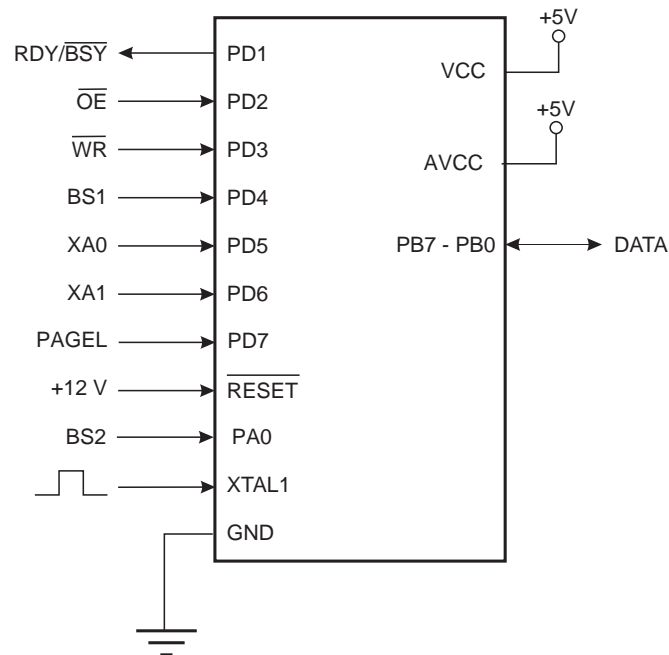 RDY/BSY PD1
OE PD2
WR PD3
BS1 PD4
XA0 PD5
XA1 PD6
PAGEL PD7
+12 V RESET
BS2 PA0
XTAL1
GND
+5V
VCC
+5V
AVCC
PB7 - PB0 DATA